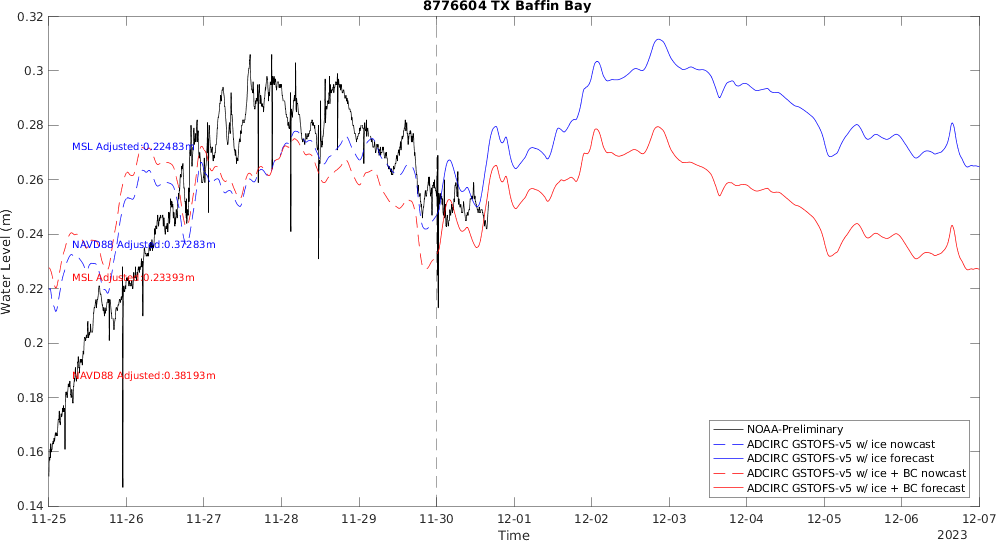 8776604 TX Baffin Bay
0.32
0.3
0.28
0.26
0.24
0.22
0.2
0.18
0.16
0.14
Water Level (m)
MSL Adjusted:0.22483m
NAVD88 Adjusted:0.37283m
MSL Adjusted:0.23393m
NAVD88 Adjusted:0.38193m
NOAA-Preliminary
ADCIRC GSTOFS-v5 w/ ice nowcast
ADCIRC GSTOFS-v5 w/ ice forecast
ADCIRC GSTOFS-v5 w/ ice + BC nowcast
ADCIRC GSTOFS-v5 w/ ice + BC forecast
11-25 11-26 11-27 11-28 11-29 11-30 12-01 12-02 12-03 12-04 12-05 12-06 12-07
Time
2023